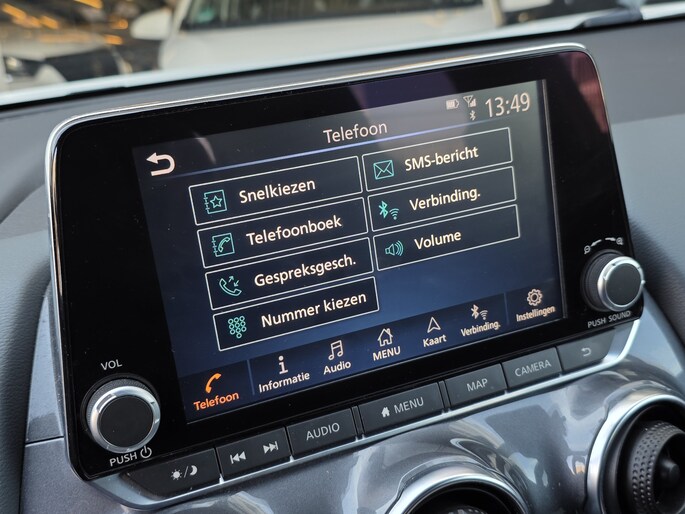 13:49
Telefoon
Snelkiezen
SMS-bericht
Telefoonboek
Verbinding.
Gespreksgesch.
Volume
Nummer kiezen
Telefoon
Informatie
Audio
MENU
Kaart
Verbinding.
Instellingen
VOL
PUSH
PUSH SOUND
AUDIO
MENU
MAP
CAMERA